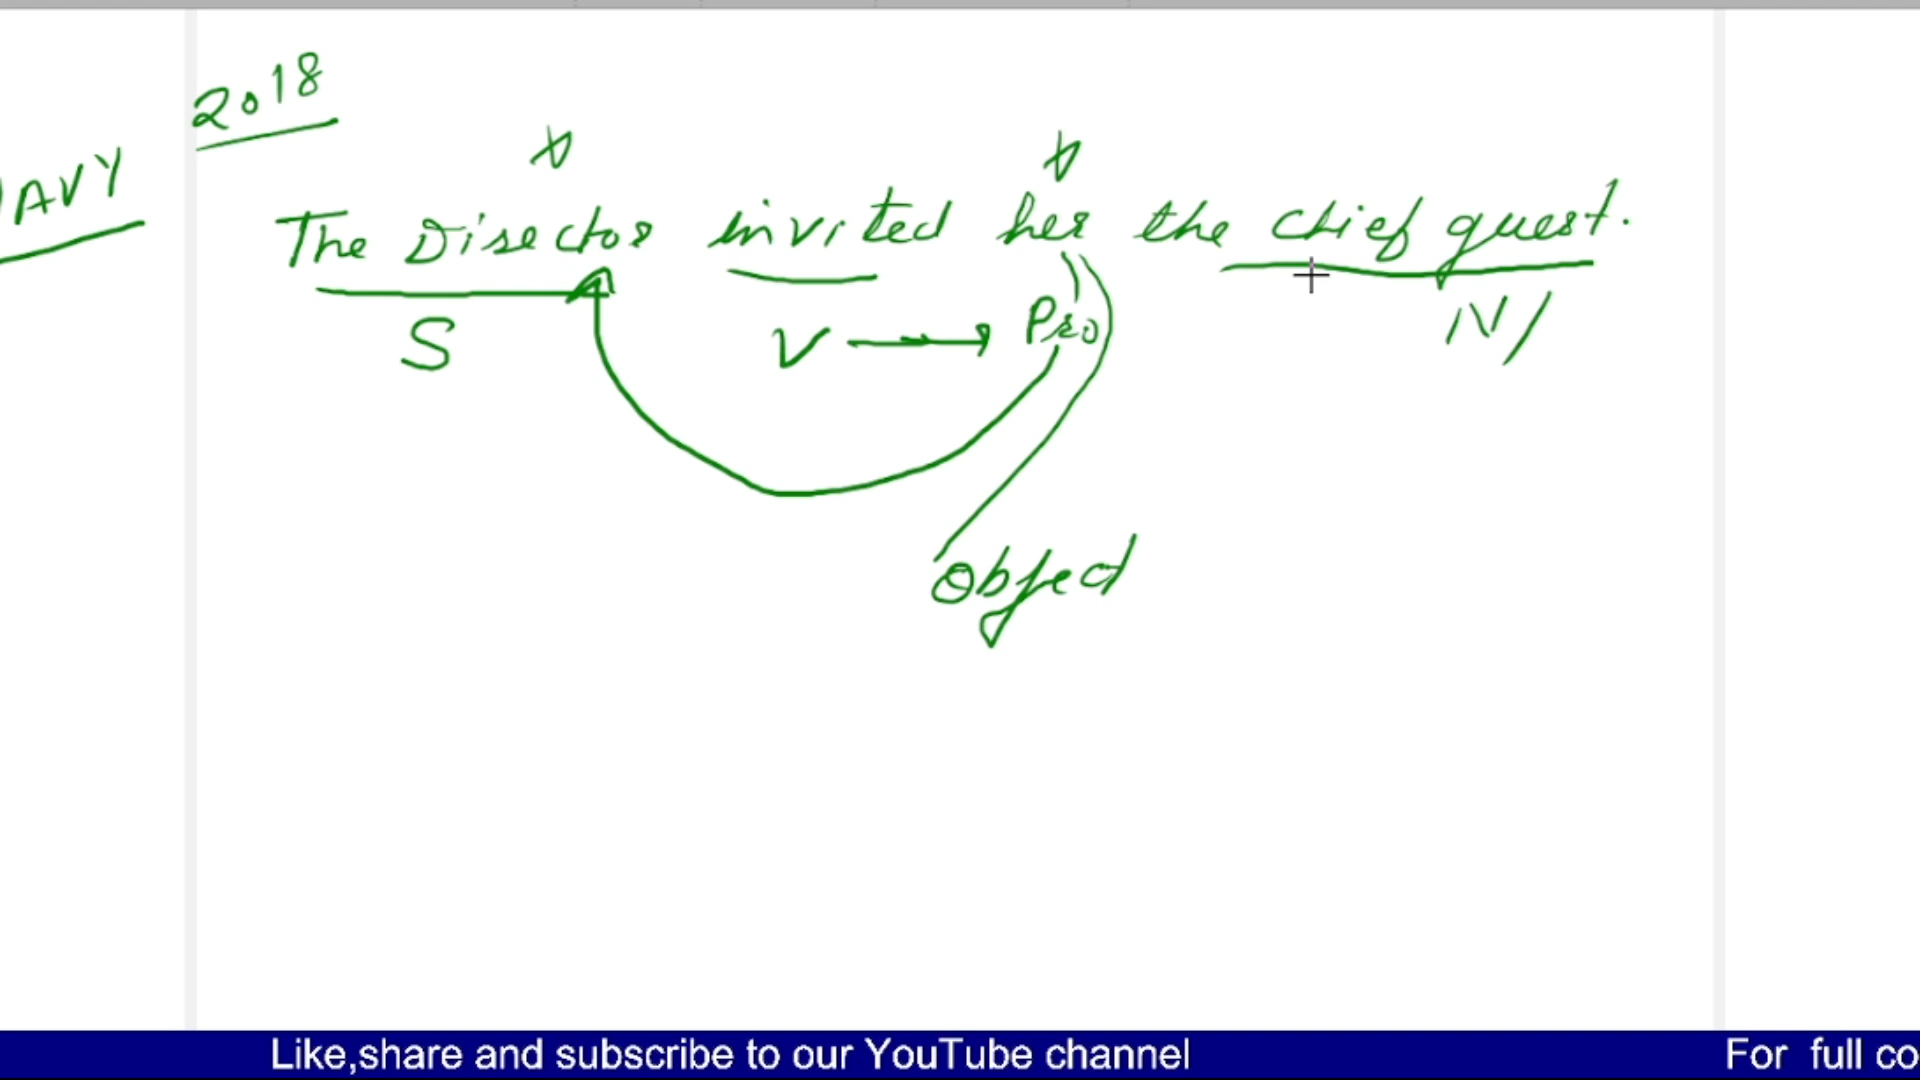 2018
NAVY
The Director invited her the chief guest.
S V Pro N/
Object
Like,share and subscribe to our YouTube channel For full co